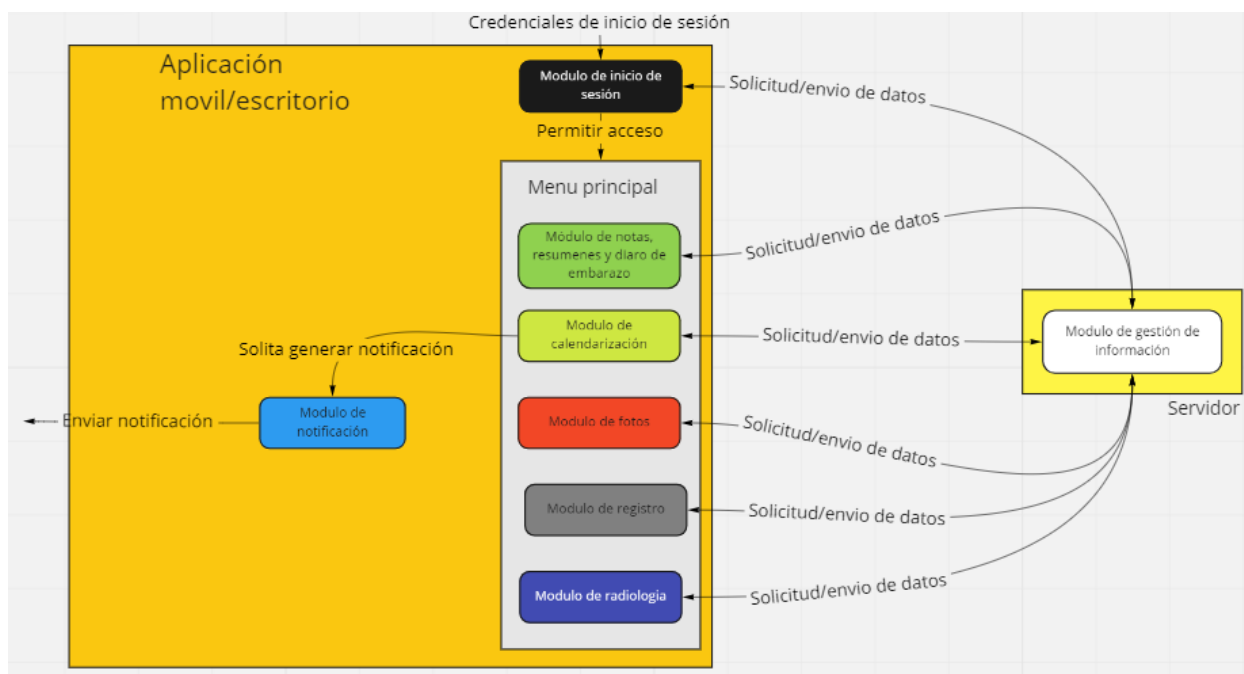 Credenciales de inicio de sesión
Aplicación
movil/escritorio
Modulo de inicio de
sesión
Solicitud/envio de datos
Permitir acceso
Menu principal
Módulo de notas,
resumenes y diaro de
embarazo
Solicitud/envio de datos
Modulo de
calendarización
Solicitud/envio de datos
Modulo de gestión de
información
Servidor
Solita generar notificación
Modulo de
notificación
Enviar notificación
Modulo de fotos
Solicitud/envio de datos
Modulo de registro
Solicitud/envio de datos
Modulo de radiologia
Solicitud/envio de datos